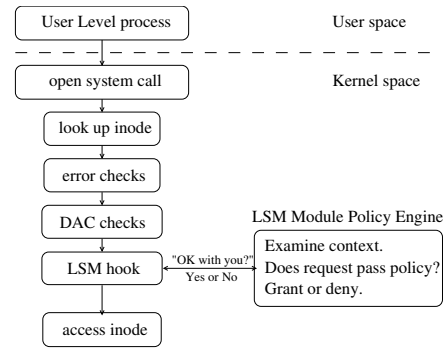 User Level process
User space
open system call
Kernel space
look up inode
error checks
DAC checks
LSM Module Policy Engine
LSM hook
"OK with you?"
Yes or No
Examine context.
Does request pass policy?
Grant or deny.
access inode